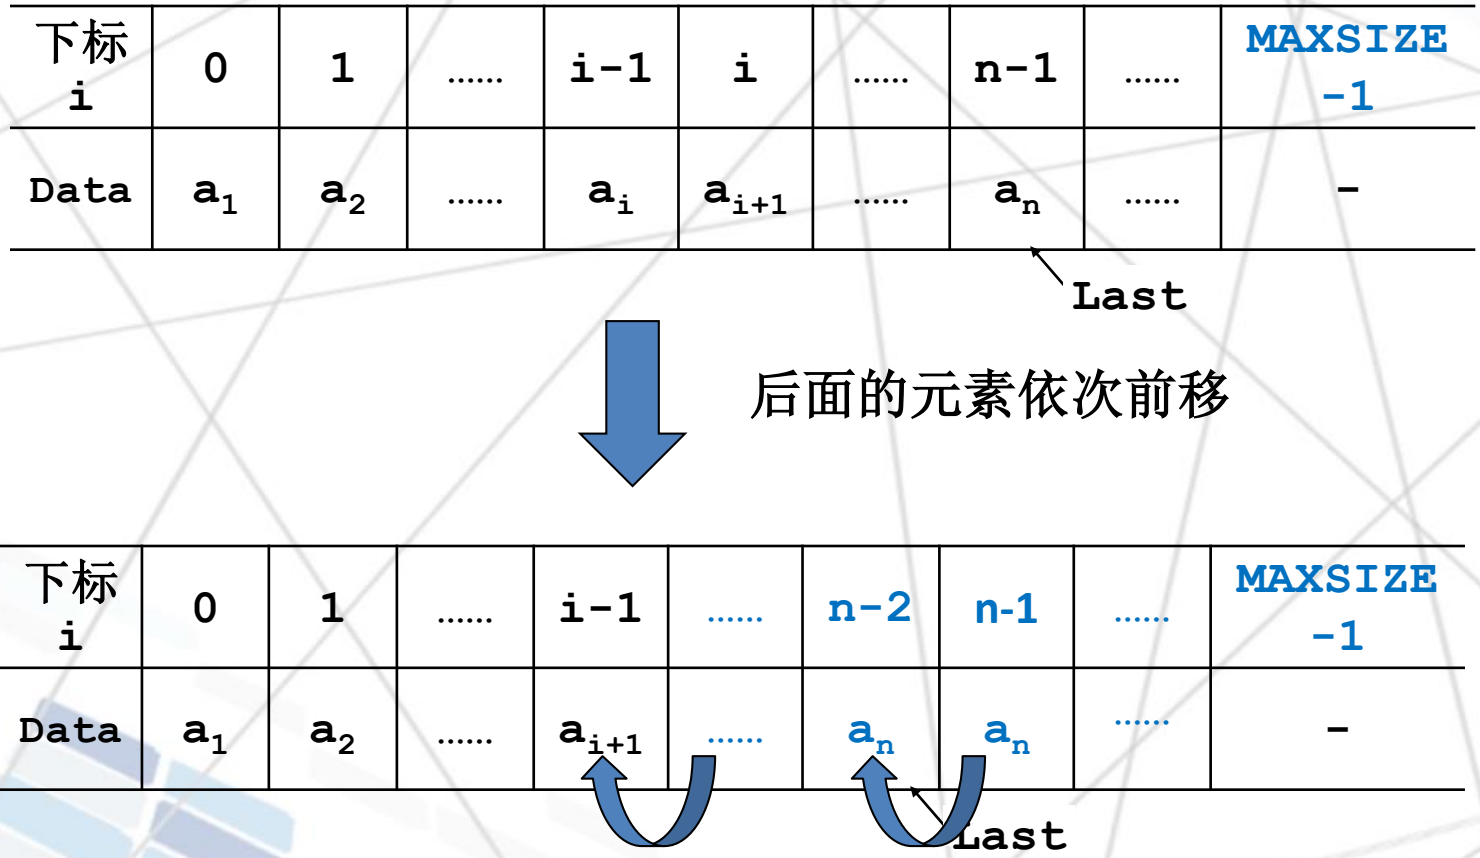 下标 0 1 …… i-1 i …… n-1 …… MAXSIZE
i -1
Data a1 a2 …… ai ai+1 …… an …… -
Last
后面的元素依次前移
下标 0 1 …… i-1 …… n-2 n-1 …… MAXSIZE
i -1
Data a1 a2 …… ai+1 …… an an …… -
Last